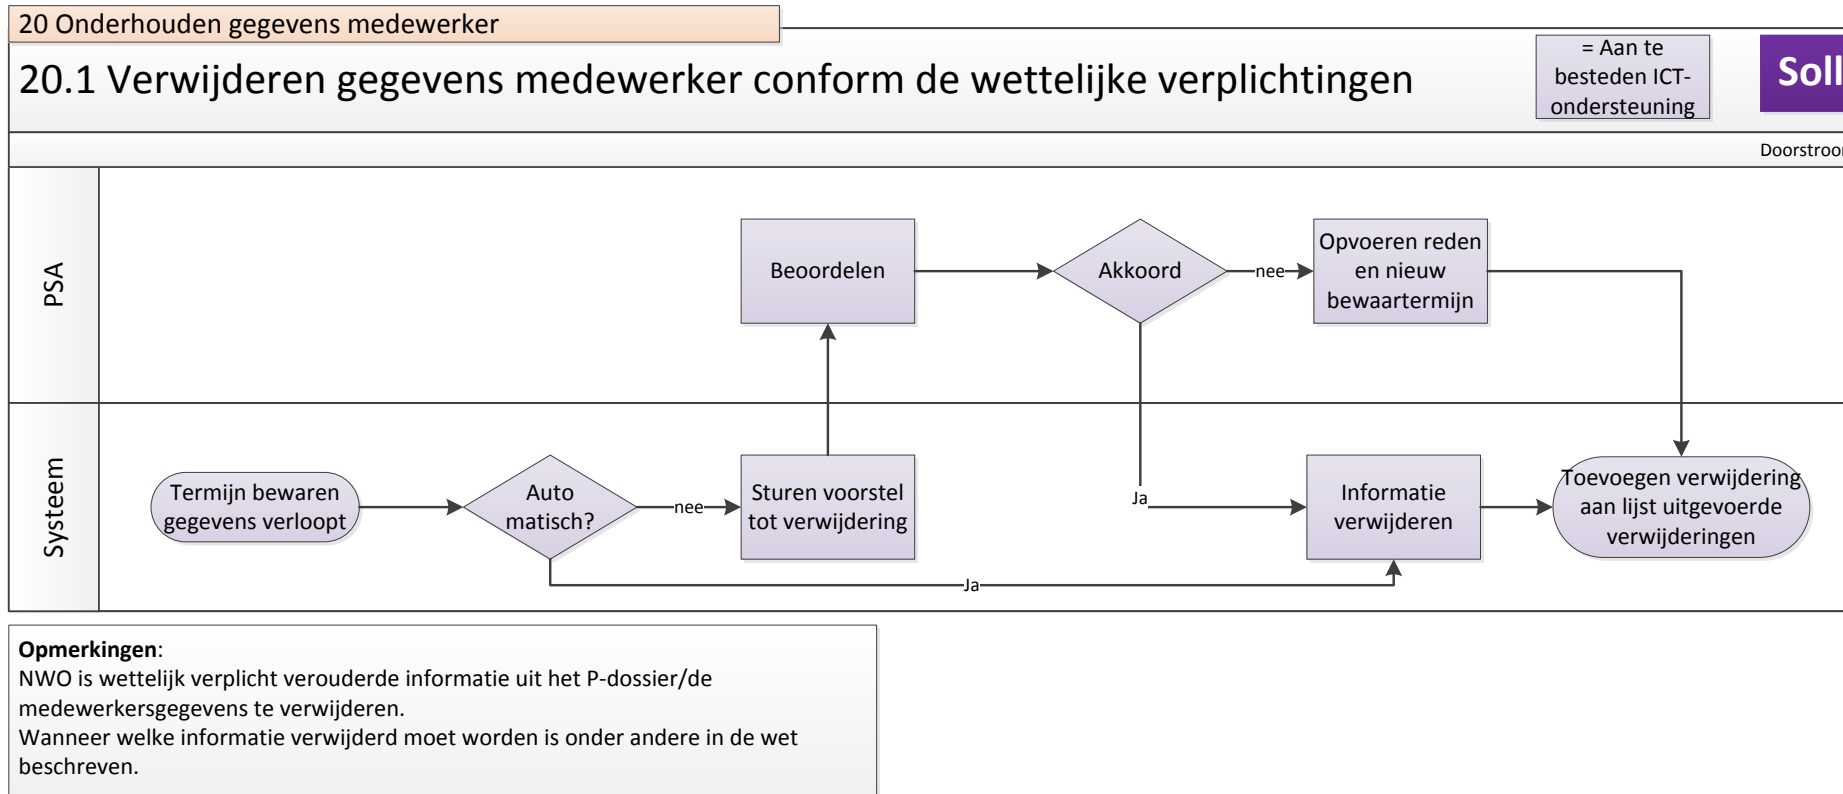 20 Onderhouden gegevens medewerker
20.1 Verwijderen gegevens medewerker conform de wettelijke verplichtingen
= Aan te
besteden ICT-
ondersteuning
Soll
Doorstroor
PSA
Beoordelen
Akkoord
nee
Opvoeren reden
en nieuw
bewaartermijn
Systeem
Termijn bewaren
gegevens verloopt
Auto
matisch?
nee
Sturen voorstel
tot verwijdering
Ja
Informatie
verwijderen
Toevoegen verwijdering
aan lijst uitgevoerde
verwijderingen
Ja
Opmerkingen:
NWO is wettelijk verplicht verouderde informatie uit het P-dossier/de
medewerkersgegevens te verwijderen.
Wanneer welke informatie verwijderd moet worden is onder andere in de wet
beschreven.